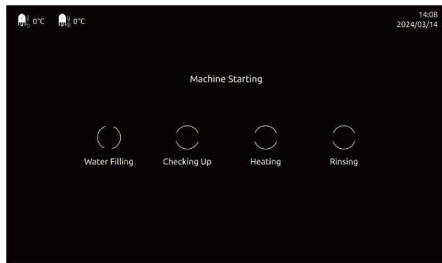 0°C 0°C
14:08
2024/03/14
Machine Starting
Water Filling Checking Up Heating Rinsing